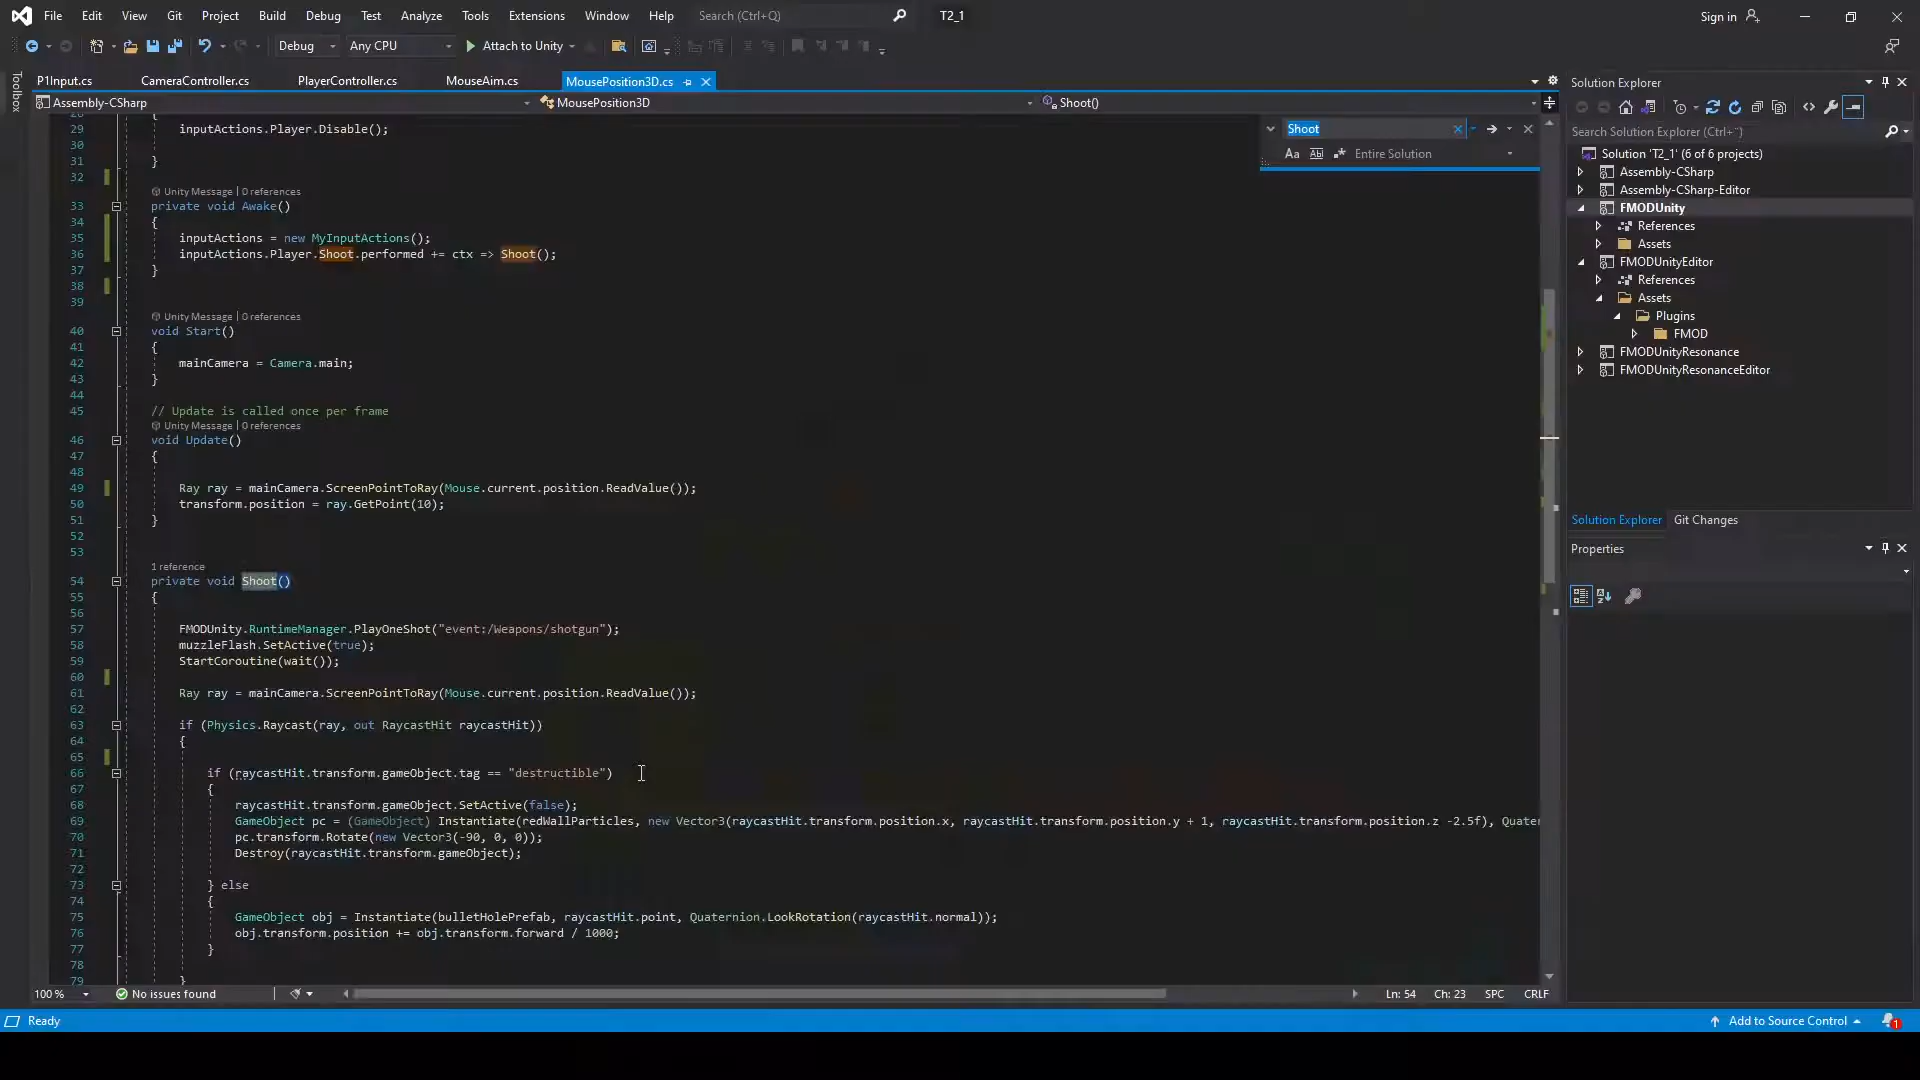 File Edit View Git Project Build Debug Test Analyze Tools Extensions Window Help Search (Ctrl+Q) T2_1 Sign in
Debug Any CPU Attach to Unity
Toolbox
P1Input.cs CameraController.cs PlayerController.cs MouseAim.cs MousePosition3D.cs
Assembly-CSharp MousePosition3D Shoot()
Shoot
Aa Ab Entire Solution
29 inputActions.Player.Disable();
30
31 }
32
Unity Message | 0 references
33 private void Awake()
34 {
35 inputActions = new MyInputActions();
36 inputActions.Player.Shoot.performed += ctx => Shoot();
37 }
38
39
Unity Message | 0 references
40 void Start()
41 {
42 mainCamera = Camera.main;
43 }
44
45 // Update is called once per frame
Unity Message | 0 references
46 void Update()
47 {
48
49 Ray ray = mainCamera.ScreenPointToRay(Mouse.current.position.ReadValue());
50 transform.position = ray.GetPoint(10);
51 }
52
53
1 reference
54 private void Shoot()
55 {
56
57 FMODUnity.RuntimeManager.PlayOneShot("event:/Weapons/shotgun");
58 muzzleFlash.SetActive(true);
59 StartCoroutine(wait());
60
61 Ray ray = mainCamera.ScreenPointToRay(Mouse.current.position.ReadValue());
62
63 if (Physics.Raycast(ray, out RaycastHit raycastHit))
64 {
65
66 if (raycastHit.transform.gameObject.tag == "destructible")
67 {
68 raycastHit.transform.gameObject.SetActive(false);
69 GameObject pc = (GameObject) Instantiate(redWallParticles, new Vector3(raycastHit.transform.position.x, raycastHit.transform.position.y + 1, raycastHit.transform.position.z -2.5f), Quater
70 pc.transform.Rotate(new Vector3(-90, 0, 0));
71 Destroy(raycastHit.transform.gameObject);
72
73 } else
74 {
75 GameObject obj = Instantiate(bulletHolePrefab, raycastHit.point, Quaternion.LookRotation(raycastHit.normal));
76 obj.transform.position += obj.transform.forward / 1000;
77 }
78
79 }
100 % No issues found Ln: 54 Ch: 23 SPC CRLF
Ready Add to Source Control 1
Solution Explorer
Search Solution Explorer (Ctrl+¨)
Solution 'T2_1' (6 of 6 projects)
Assembly-CSharp
Assembly-CSharp-Editor
FMODUnity
References
Assets
FMODUnityEditor
References
Assets
Plugins
FMOD
FMODUnityResonance
FMODUnityResonanceEditor
Solution Explorer Git Changes
Properties